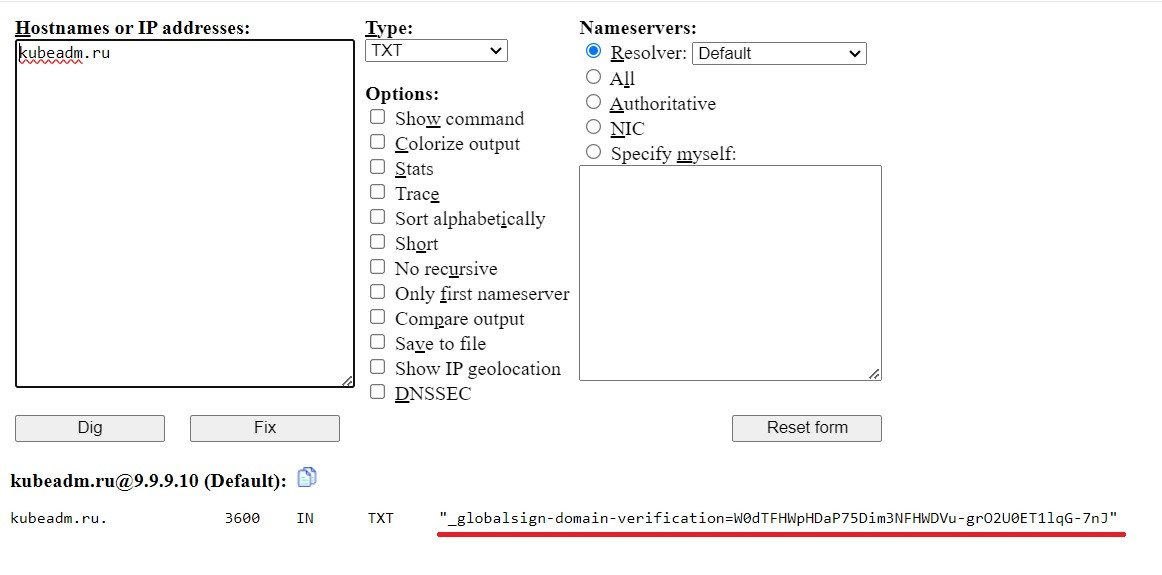 Hostnames or IP addresses:
kubeadm.ru
Type:
TXT
Options:
Show command
Colorize output
Stats
Trace
Sort alphabetically
Short
No recursive
Only first nameserver
Compare output
Save to file
Show IP geolocation
DNSSEC
Nameservers:
Resolver: Default
All
Authoritative
NIC
Specify myself:
Dig Fix Reset form
kubeadm.ru@9.9.9.10 (Default):
kubeadm.ru. 3600 IN TXT "_globalsign-domain-verification=W0dTFHWpHDaP75Dim3NFHWDVu-grO2U0ET1lqG-7nJ"